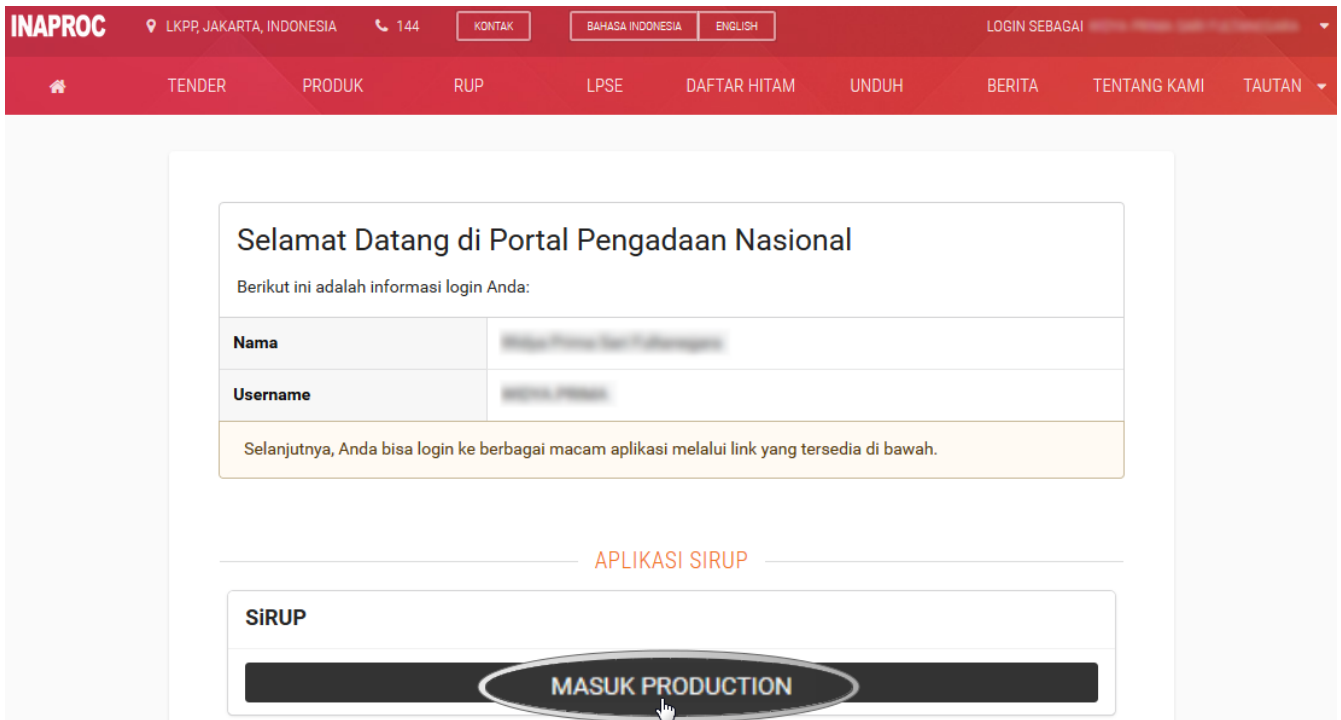 INAPROC LKPP, JAKARTA, INDONESIA 144 KONTAK BAHASA INDONESIA ENGLISH LOGIN SEBAGAI
TENDER PRODUK RUP LPSE DAFTAR HITAM UNDUH BERITA TENTANG KAMI TAUTAN
Selamat Datang di Portal Pengadaan Nasional
Berikut ini adalah informasi login Anda:
Nama
Username
Selanjutnya, Anda bisa login ke berbagai macam aplikasi melalui link yang tersedia di bawah.
APLIKASI SIRUP
SiRUP
MASUK PRODUCTION